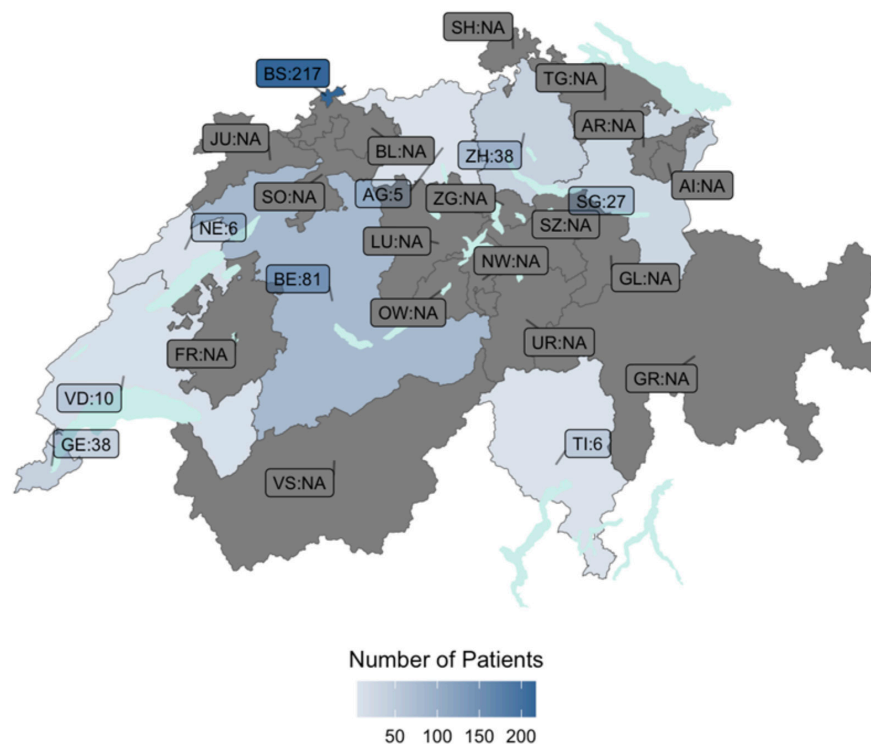 SH:NA
BS:217
TG:NA
AR:NA
JU:NA
BL:NA
ZH:38
AI:NA
SO:NA
AG:5
ZG:NA
SG:27
NE:6
SZ:NA
LU:NA
NW:NA
BE:81
GL:NA
OW:NA
FR:NA
UR:NA
GR:NA
VD:10
GE:38
TI:6
VS:NA
Number of Patients
50 100 150 200